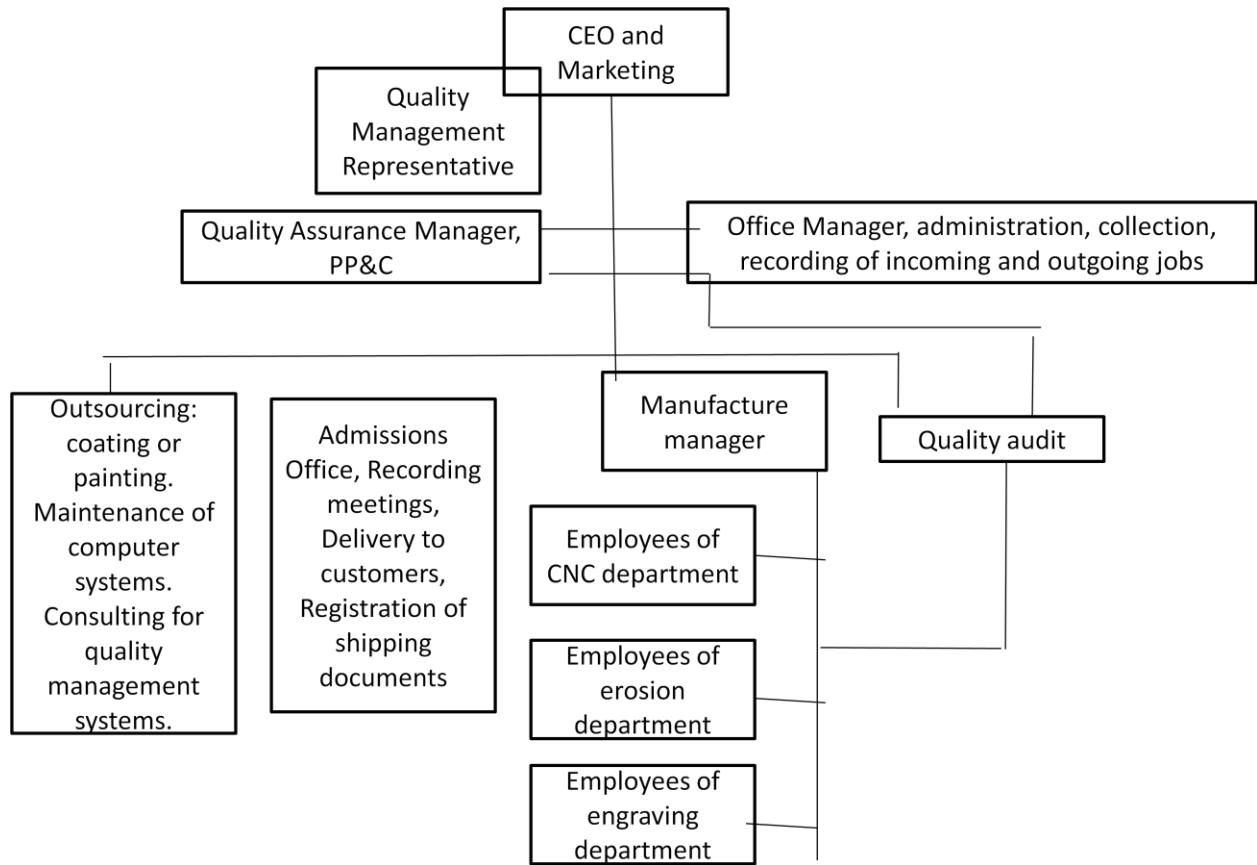 CEO and
Marketing
Quality
Management
Representative
Quality Assurance Manager,
PP&C
Office Manager, administration, collection,
recording of incoming and outgoing jobs
Outsourcing:
coating or
painting.
Maintenance of
computer
systems.
Consulting for
quality
management
systems.
Admissions
Office, Recording
meetings,
Delivery to
customers,
Registration of
shipping
documents
Manufacture
manager
Quality audit
Employees of
CNC department
Employees of
erosion
department
Employees of
engraving
department